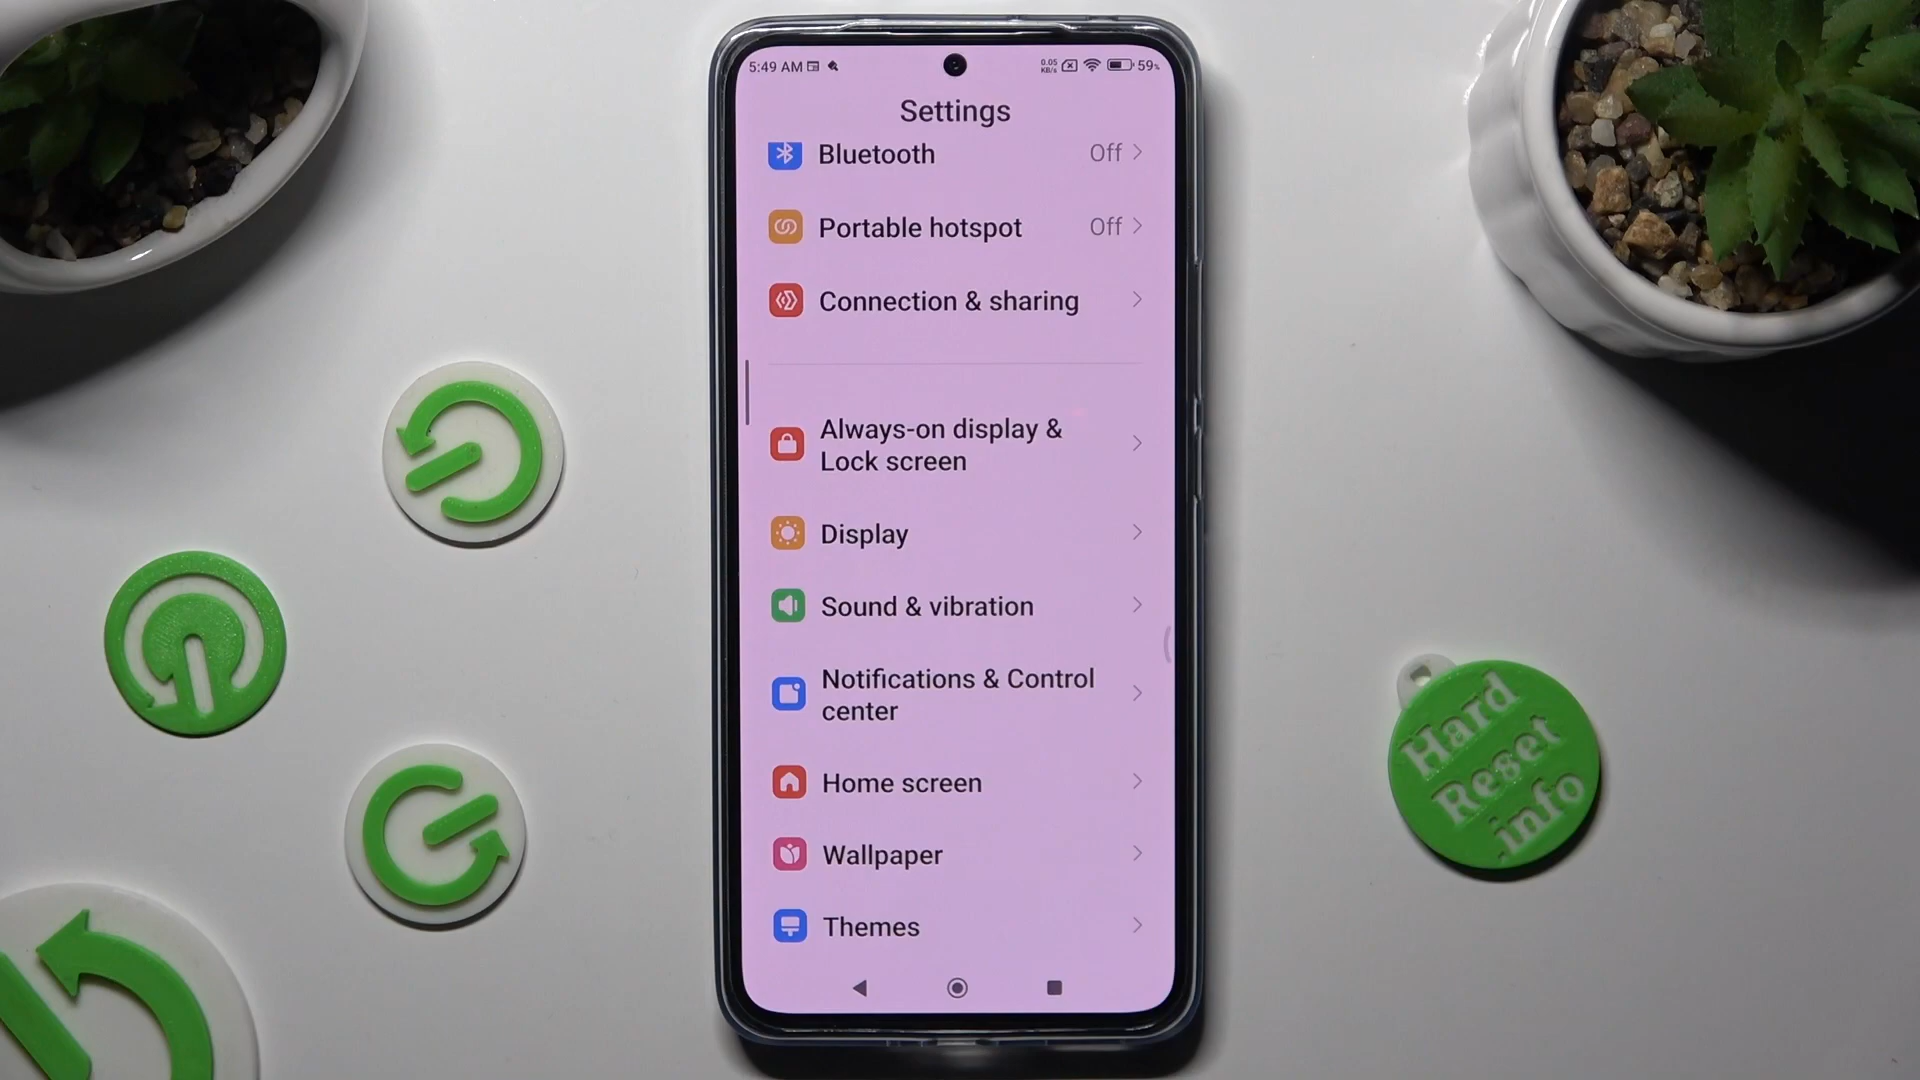 5:49 AM
0.05
KB/s
59%
Settings
Bluetooth
Off
Portable hotspot
Off
Connection & sharing
Always-on display &
Lock screen
Display
Sound & vibration
Notifications & Control
center
Home screen
Wallpaper
Themes
Hard
Reset
.info